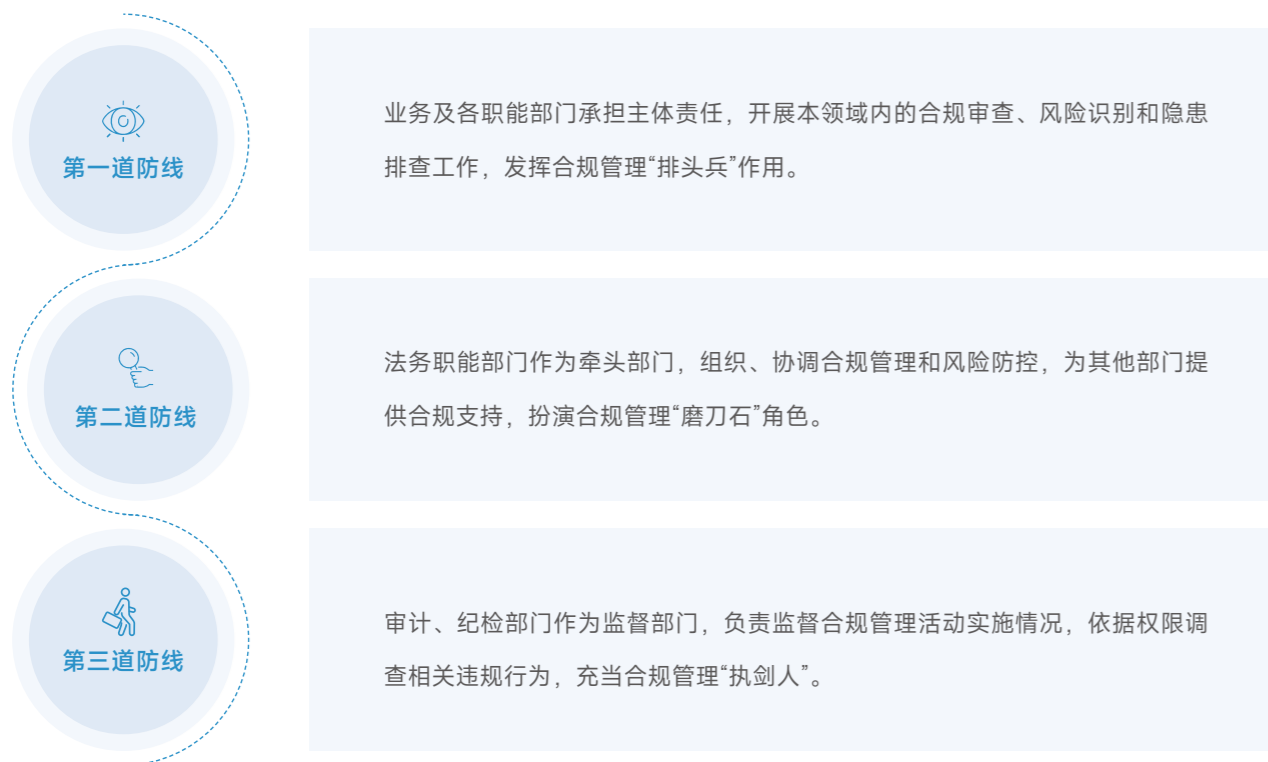 第一道防线
业务及各职能部门承担主体责任，开展本领域内的合规审查、风险识别和隐患
排查工作，发挥合规管理“排头兵”作用。
第二道防线
法务职能部门作为牵头部门，组织、协调合规管理和风险防控，为其他部门提
供合规支持，扮演合规管理“磨刀石”角色。
第三道防线
审计、纪检部门作为监督部门，负责监督合规管理活动实施情况，依据权限调
查相关违规行为，充当合规管理“执剑人”。